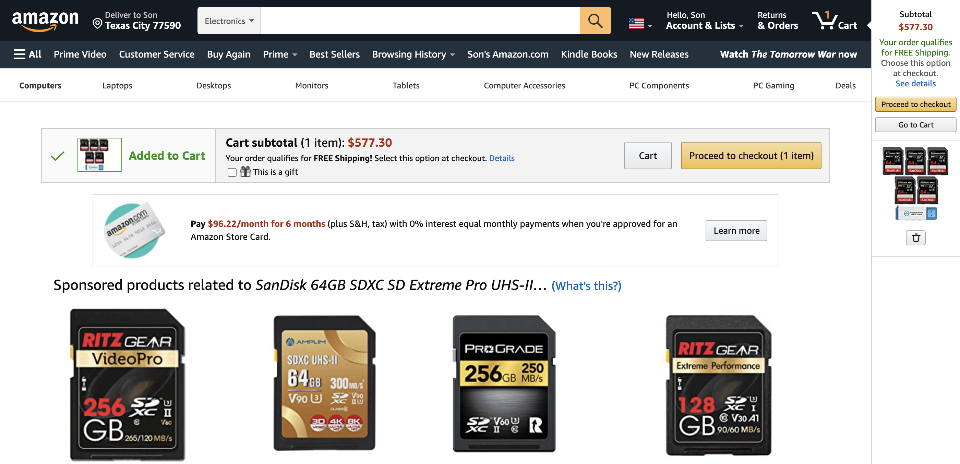 amazon
Deliver to Son
Texas City 77590
Electronics
Hello, Son
Account & Lists
Returns
& Orders
1
Cart
All
Prime Video
Customer Service
Buy Again
Prime
Best Sellers
Browsing History
Son's Amazon.com
Kindle Books
New Releases
Watch The Tomorrow War now
Computers
Laptops
Desktops
Monitors
Tablets
Computer Accessories
PC Components
PC Gaming
Deals
Subtotal
$577.30
Your order qualifies
for FREE Shipping.
Choose this option
at checkout.
See details
Proceed to checkout
Go to Cart
Added to Cart
Cart subtotal (1 item): $577.30
Your order qualifies for FREE Shipping! Select this option at checkout. Details
This is a gift
Cart
Proceed to checkout (1 item)
amazon.com
Pay $96.22/month for 6 months (plus S&H, tax) with 0% interest equal monthly payments when you're approved for an
Amazon Store Card.
Learn more
Sponsored products related to SanDisk 64GB SDXC SD Extreme Pro UHS-II... (What's this?)
RITZ GEAR
VideoPro
256
GB
SDXC II
V60
265/120 MB/s
AMPLIM
SDXC UHS-II
64GB
300MB/s
V90
SDXC II
3D 4K 8K
PROGRADE
256GB
250
MB/s
SDXC II
V60
R
RITZ GEAR
Extreme Performance
128
GB
SDXC I
V30 A1
90/60 MB/s